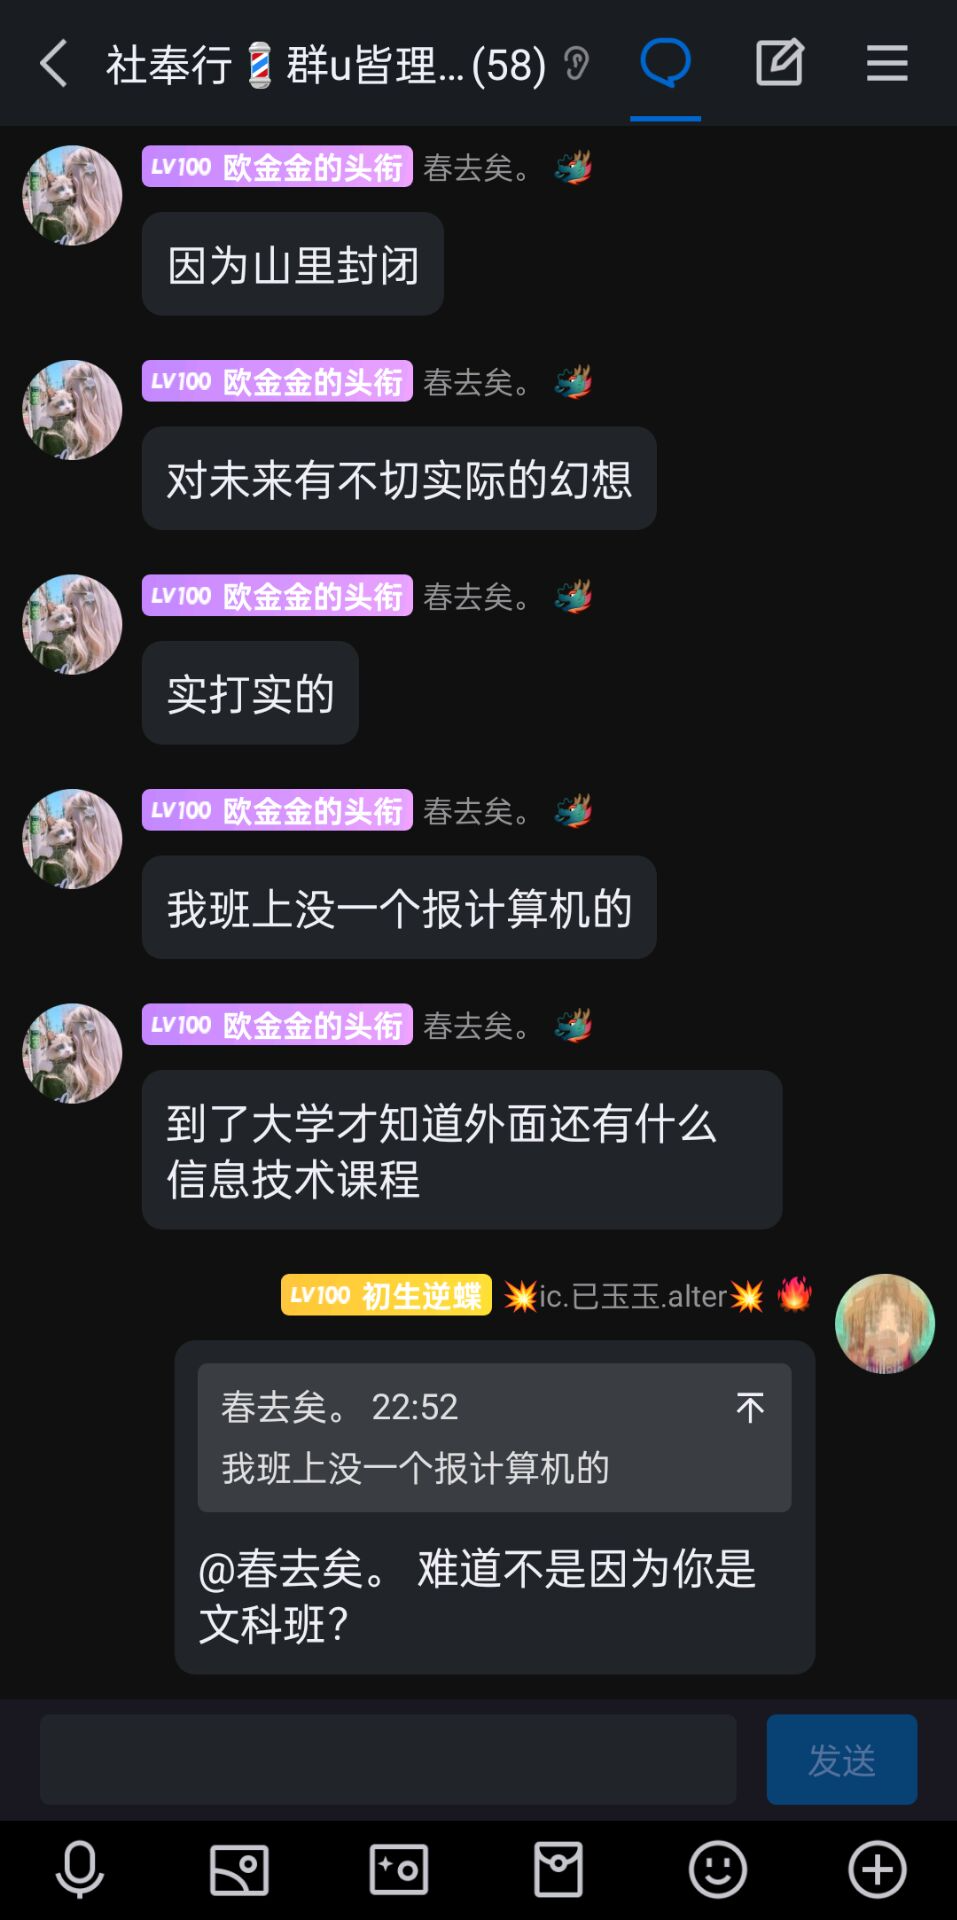 社奉行💈群u皆理...(58)
LV100 欧金金的头衔 春去矣。
因为山里封闭
LV100 欧金金的头衔 春去矣。
对未来有不切实际的幻想
LV100 欧金金的头衔 春去矣。
实打实的
LV100 欧金金的头衔 春去矣。
我班上没一个报计算机的
LV100 欧金金的头衔 春去矣。
到了大学才知道外面还有什么
信息技术课程
LV100 初生逆蝶 💥ic.已玉玉.alter💥
春去矣。 22:52
我班上没一个报计算机的
@春去矣。 难道不是因为你是
文科班?
发送